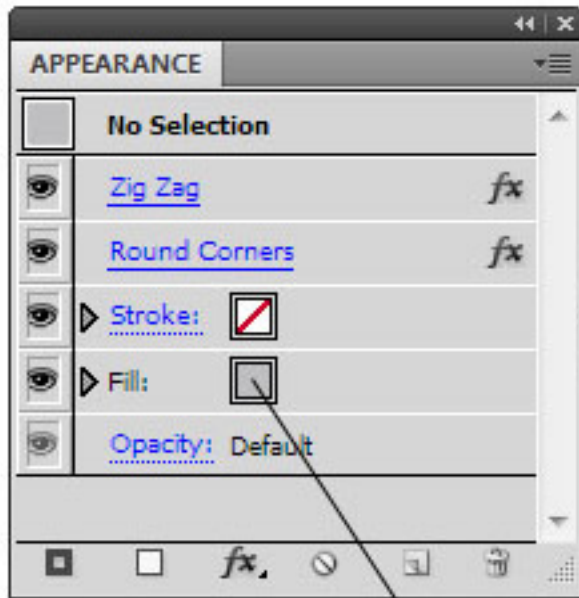 APPEARANCE
No Selection
Zig Zag fx
Round Corners fx
Stroke:
Fill:
Opacity: Default
fx